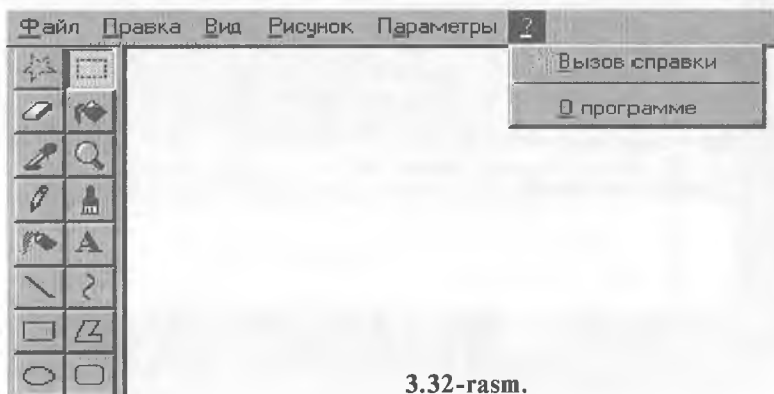 Файл Правка Вид Рисунок Параметры ?
Вызов справки
О программе
А
3.32-rasm.